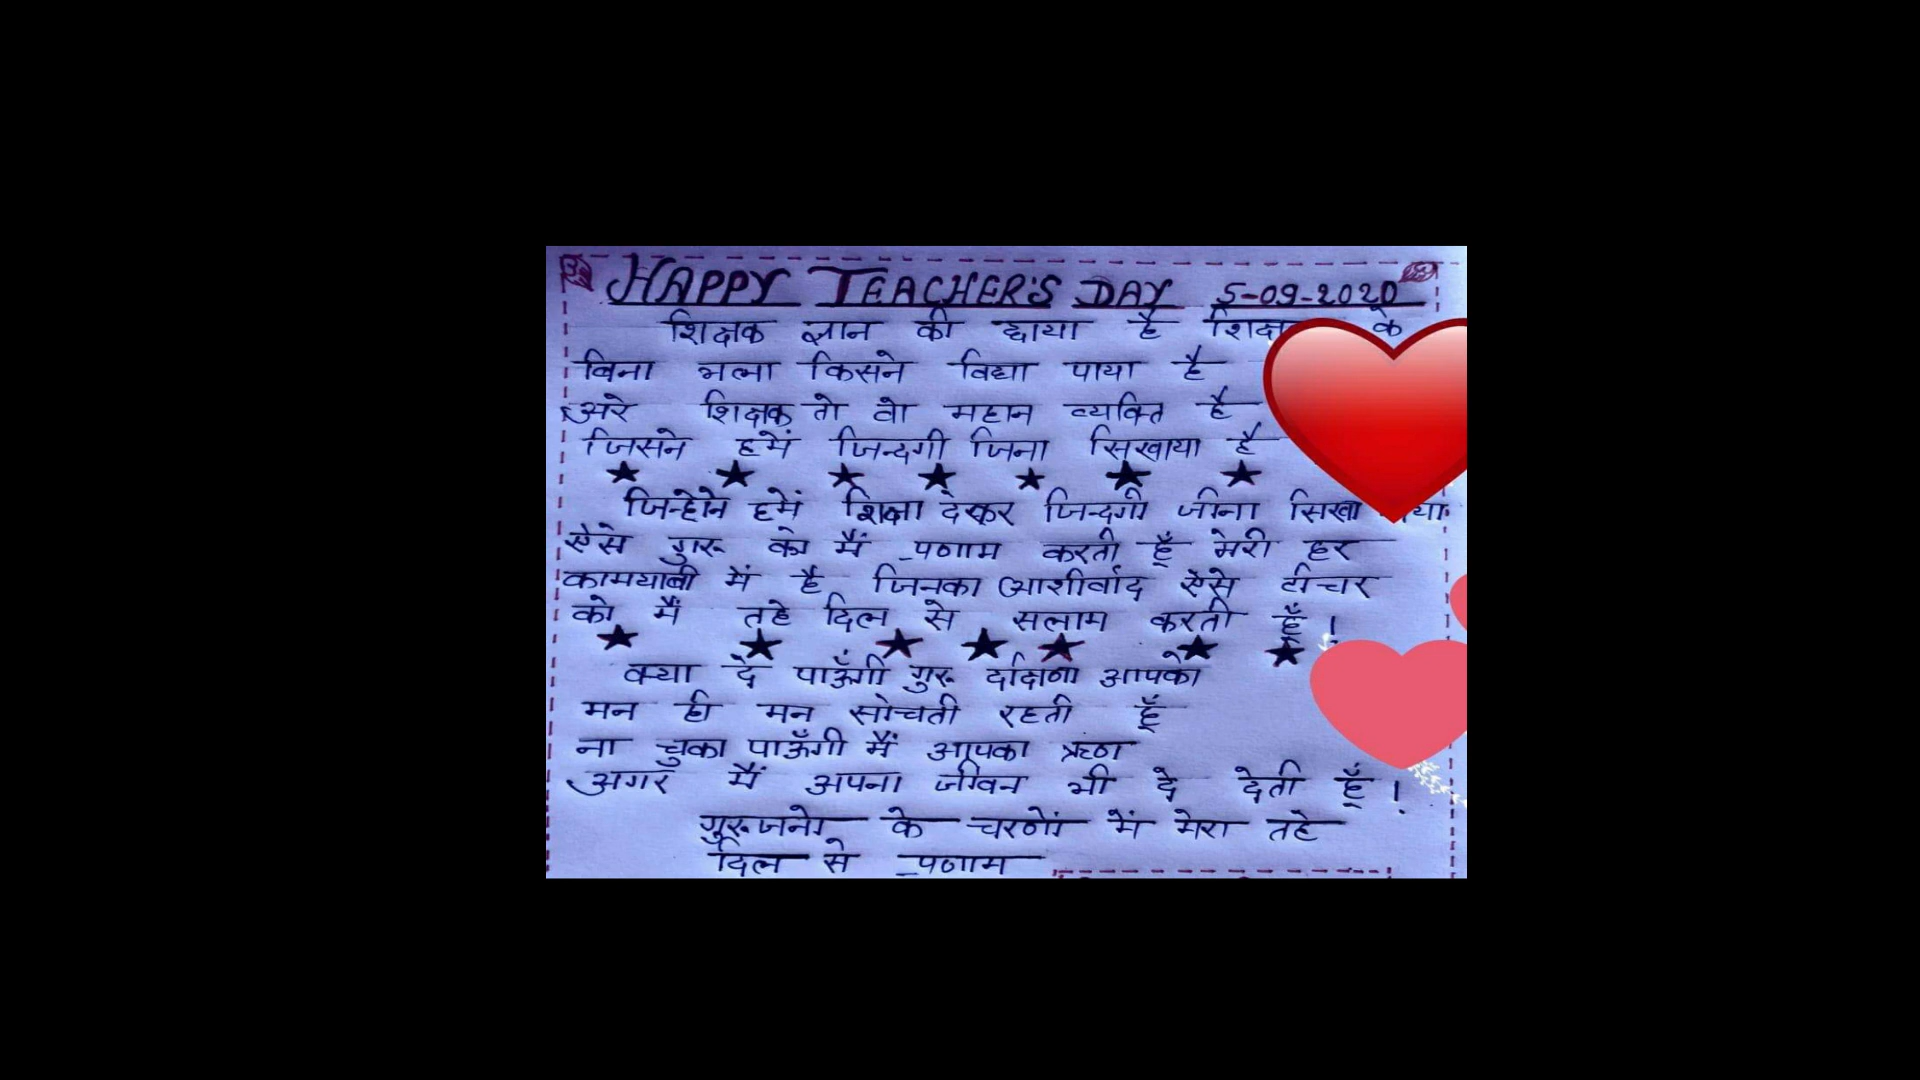 HAPPY TEACHER'S DAY 5-09-2020
शिक्षक ज्ञान की छाया है के
बिना भला किसने विद्या पाया है
अरे शिक्षक तो वो महान व्यक्ति है
जिसने हमें जिन्दगी जिना सिखाया है
जिन्होने हमें शिक्षा देकर जिन्दगी जीना
ऐसे गुरू को मैं प्रणाम करती हूँ मेरी हर
कामयाबी में है जिनका आशीर्वाद ऐसे टीचर
को मैं तहे दिल से सलाम करती हूँ !
क्या दे पाऊँगी गुरू दक्षिणा आपको
मन ही मन सोचती रहती हूँ
ना चुका पाऊँगी मैं आपका ऋण
अगर मैं अपना जीवन भी दे देती हूँ !
गुरूजनो के चरणों में मेरा तहे
दिल से प्रणाम